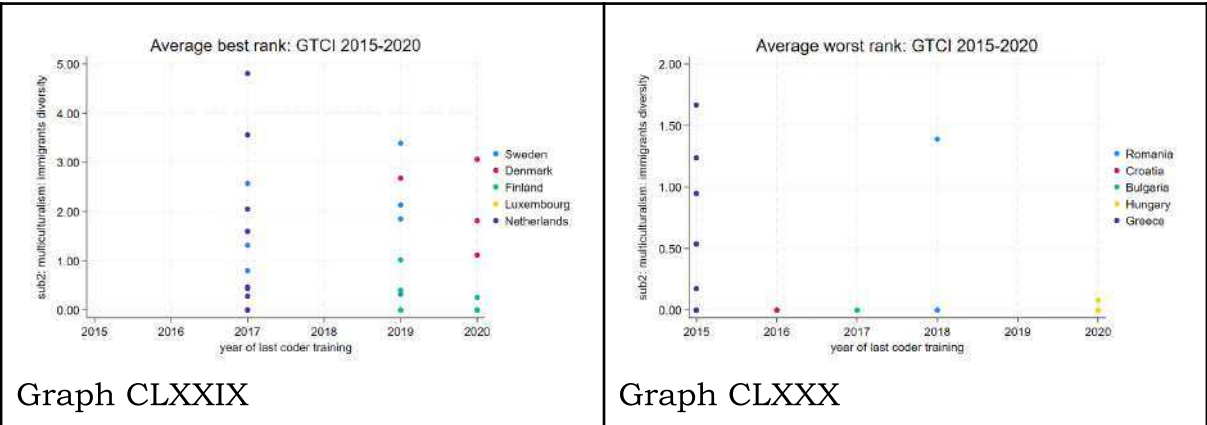 Average best rank: GTCI 2015-2020
sub2: multiculturalism: immigrants diversity
5.00
4.00
3.00
2.00
1.00
0.00
2015 2016 2017 2018 2019 2020
year of last coder training
Sweden
Denmark
Finland
Luxembourg
Netherlands
Graph CLXXIX
Average worst rank: GTCI 2015-2020
sub2: multiculturalism: immigrants diversity
2.00
1.50
1.00
0.50
0.00
2015 2016 2017 2018 2019 2020
year of last coder training
Romania
Croatia
Bulgaria
Hungary
Greece
Graph CLXXX